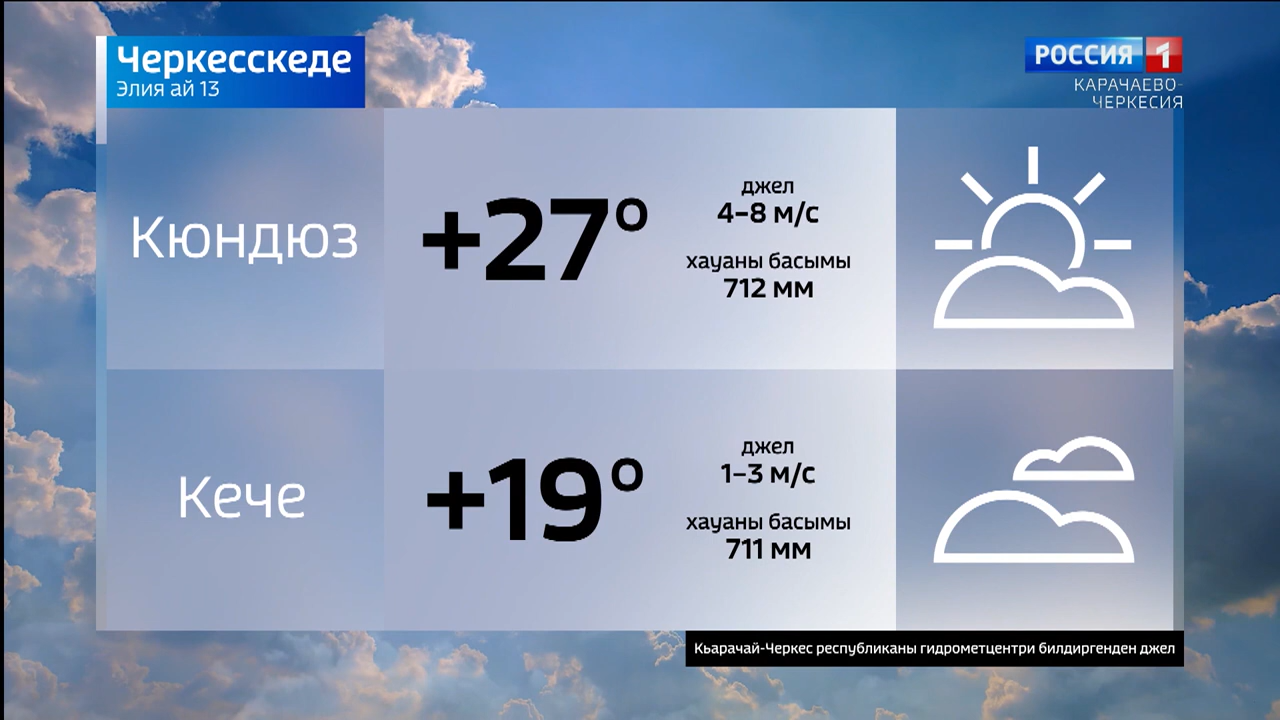 Черкесскеде
Элия ай 13
РОССИЯ 1
КАРАЧАЕВО-
ЧЕРКЕСИЯ
Кюндюз
+27°
джел
4–8 м/с
хауаны басымы
712 мм
Кече
+19°
джел
1–3 м/с
хауаны басымы
711 мм
Кьарачай-Черкес республиканы гидрометцентри билдиргенден джел